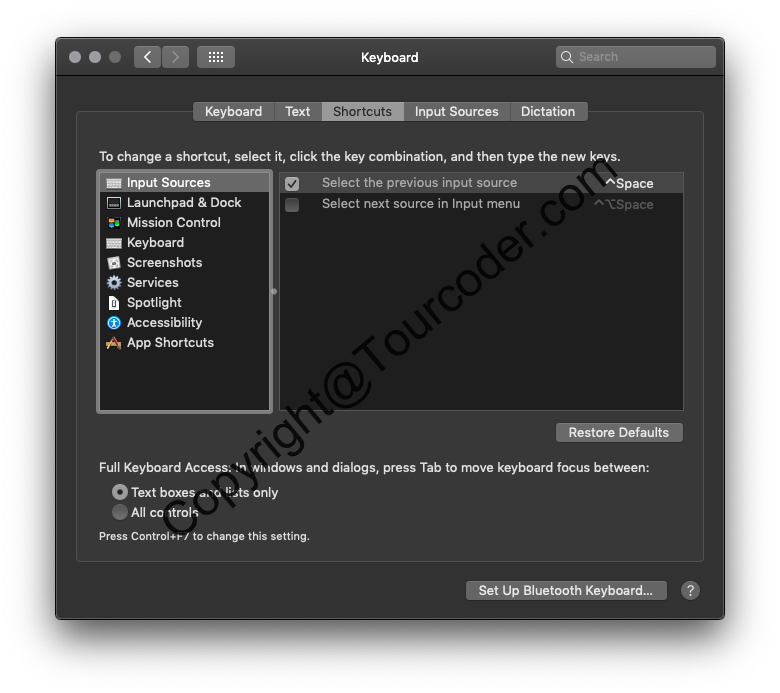 Keyboard
Search
Keyboard
Text
Shortcuts
Input Sources
Dictation
To change a shortcut, select it, click the key combination, and then type the new keys.
Input Sources
Launchpad & Dock
Mission Control
Keyboard
Screenshots
Services
Spotlight
Accessibility
App Shortcuts
Select the previous input source ^Space
Select next source in Input menu ^⌥Space
Restore Defaults
Full Keyboard Access: In windows and dialogs, press Tab to move keyboard focus between:
Text boxes and lists only
All controls
Press Control+F7 to change this setting.
Set Up Bluetooth Keyboard...
?
Copyright@Tourcoder.com